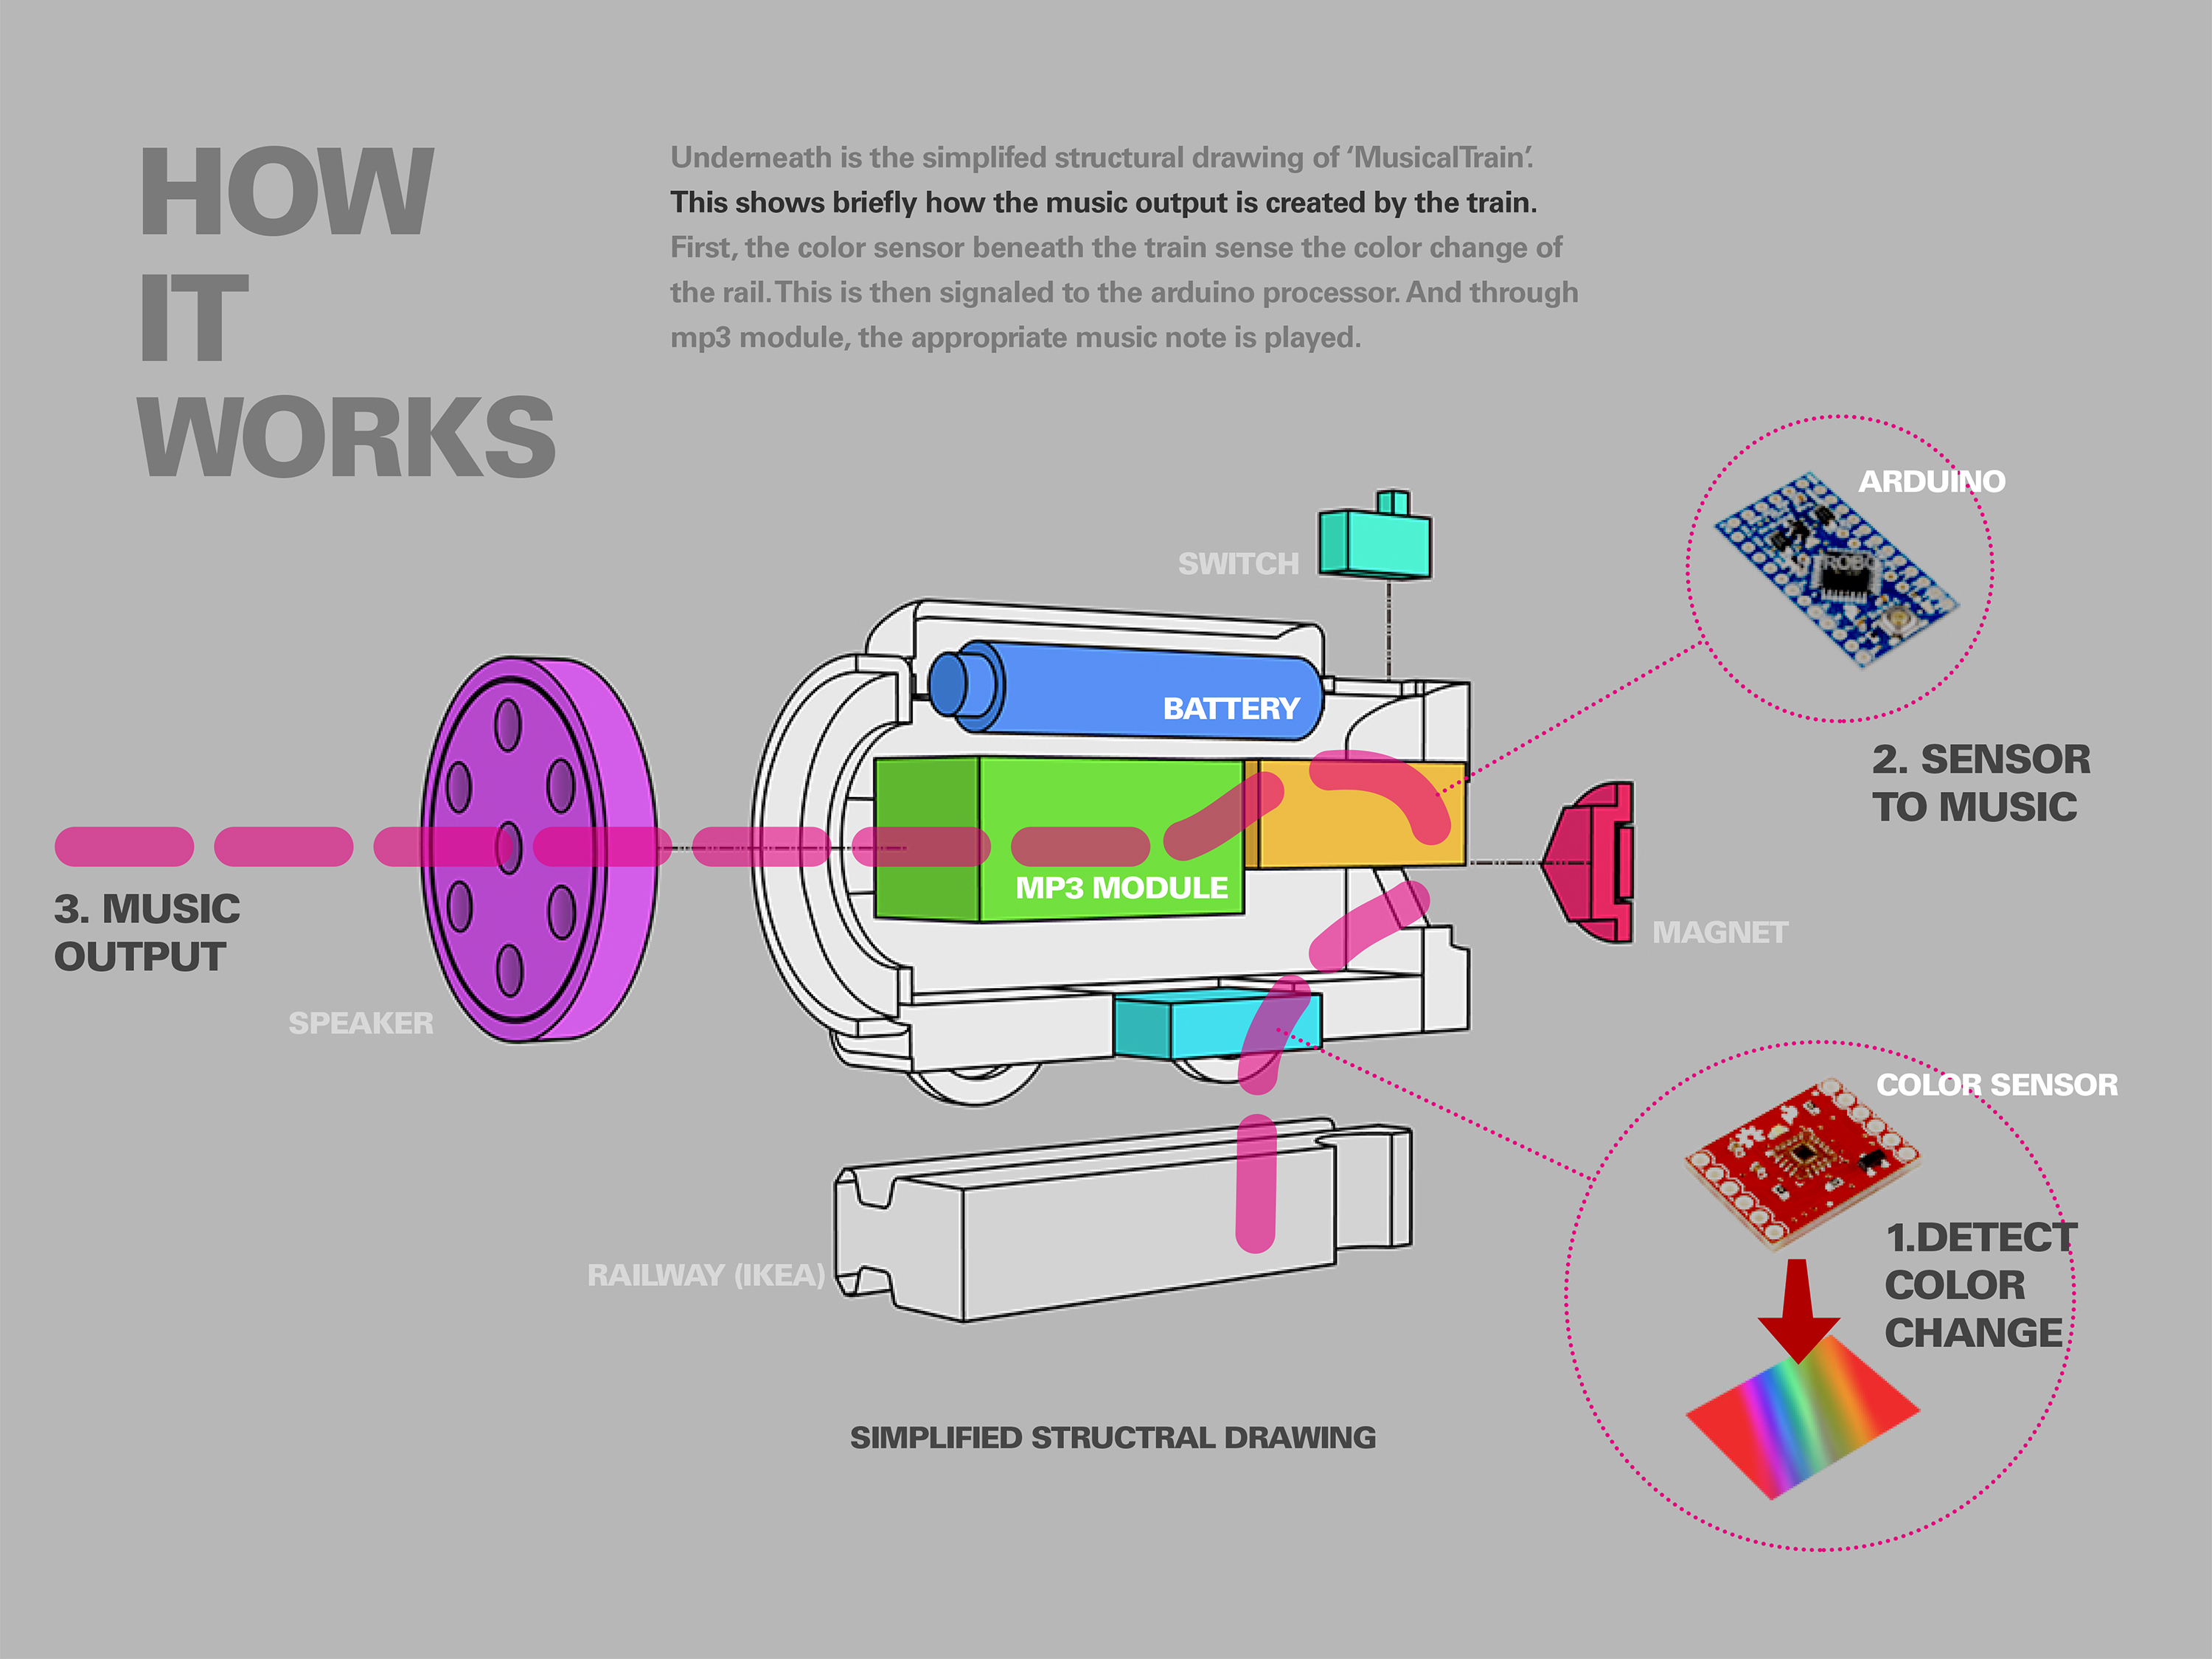 HOW
IT
WORKS
Underneath is the simplifed structural drawing of ‘MusicalTrain’.
This shows briefly how the music output is created by the train.
First, the color sensor beneath the train sense the color change of
the rail. This is then signaled to the arduino processor. And through
mp3 module, the appropriate music note is played.
ARDUINO
SWITCH
BATTERY
2. SENSOR
TO MUSIC
MP3 MODULE
3. MUSIC
OUTPUT
MAGNET
SPEAKER
COLOR SENSOR
1.DETECT
COLOR
CHANGE
RAILWAY (IKEA)
SIMPLIFIED STRUCTRAL DRAWING